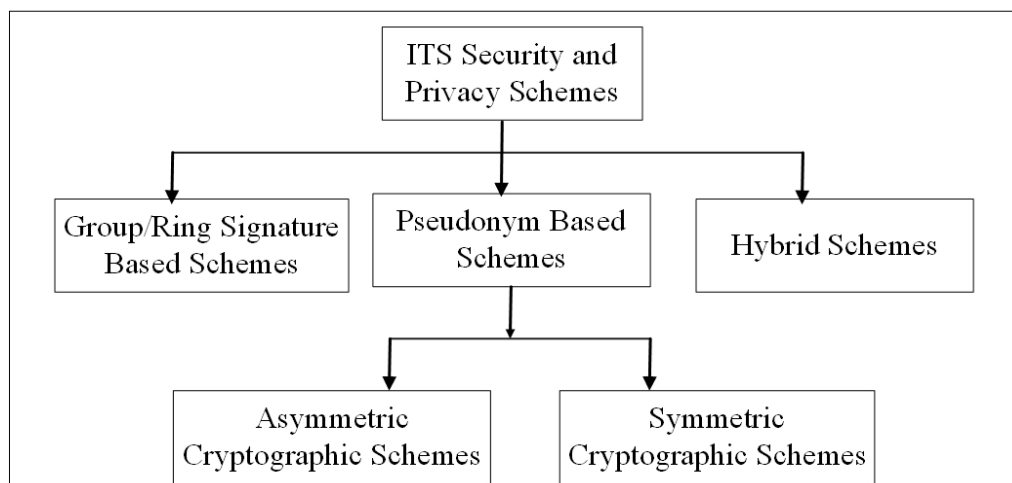 ITS Security and
Privacy Schemes
Group/Ring Signature
Based Schemes
Pseudonym Based
Schemes
Hybrid Schemes
Asymmetric
Cryptographic Schemes
Symmetric
Cryptographic Schemes